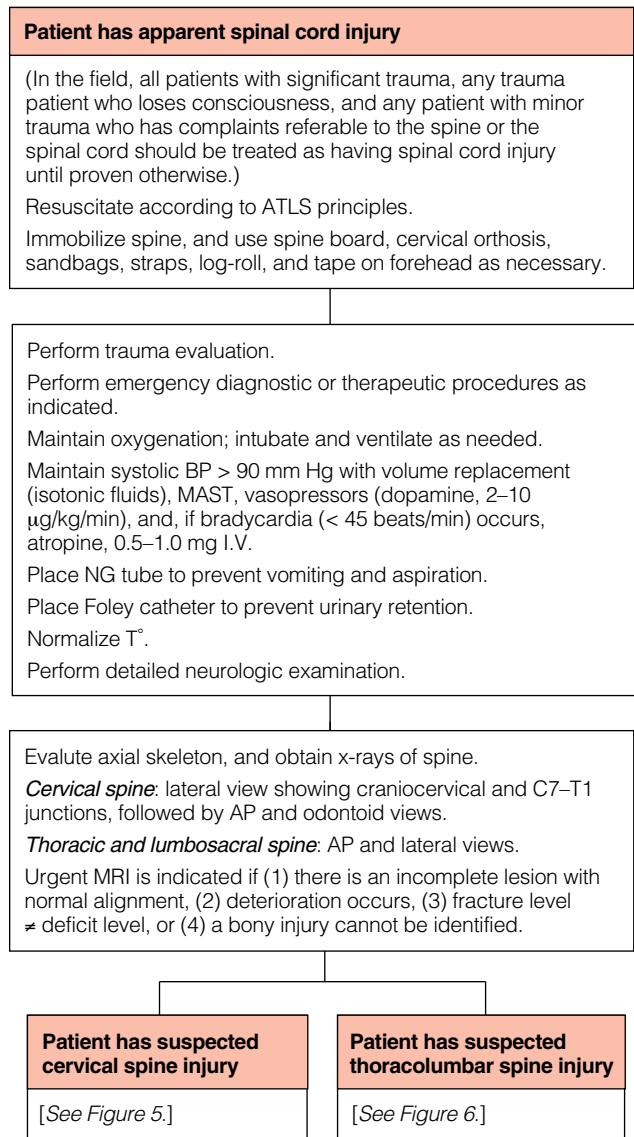 Patient has apparent spinal cord injury
(In the field, all patients with significant trauma, any trauma
patient who loses consciousness, and any patient with minor
trauma who has complaints referable to the spine or the
spinal cord should be treated as having spinal cord injury
until proven otherwise.)
Resuscitate according to ATLS principles.
Immobilize spine, and use spine board, cervical orthosis,
sandbags, straps, log-roll, and tape on forehead as necessary.
Perform trauma evaluation.
Perform emergency diagnostic or therapeutic procedures as
indicated.
Maintain oxygenation; intubate and ventilate as needed.
Maintain systolic BP > 90 mm Hg with volume replacement
(isotonic fluids), MAST, vasopressors (dopamine, 2–10
μg/kg/min), and, if bradycardia (< 45 beats/min) occurs,
atropine, 0.5–1.0 mg I.V.
Place NG tube to prevent vomiting and aspiration.
Place Foley catheter to prevent urinary retention.
Normalize T°.
Perform detailed neurologic examination.
Evalute axial skeleton, and obtain x-rays of spine.
Cervical spine: lateral view showing craniocervical and C7–T1
junctions, followed by AP and odontoid views.
Thoracic and lumbosacral spine: AP and lateral views.
Urgent MRI is indicated if (1) there is an incomplete lesion with
normal alignment, (2) deterioration occurs, (3) fracture level
≠ deficit level, or (4) a bony injury cannot be identified.
Patient has suspected
cervical spine injury
[See Figure 5.]
Patient has suspected
thoracolumbar spine injury
[See Figure 6.]